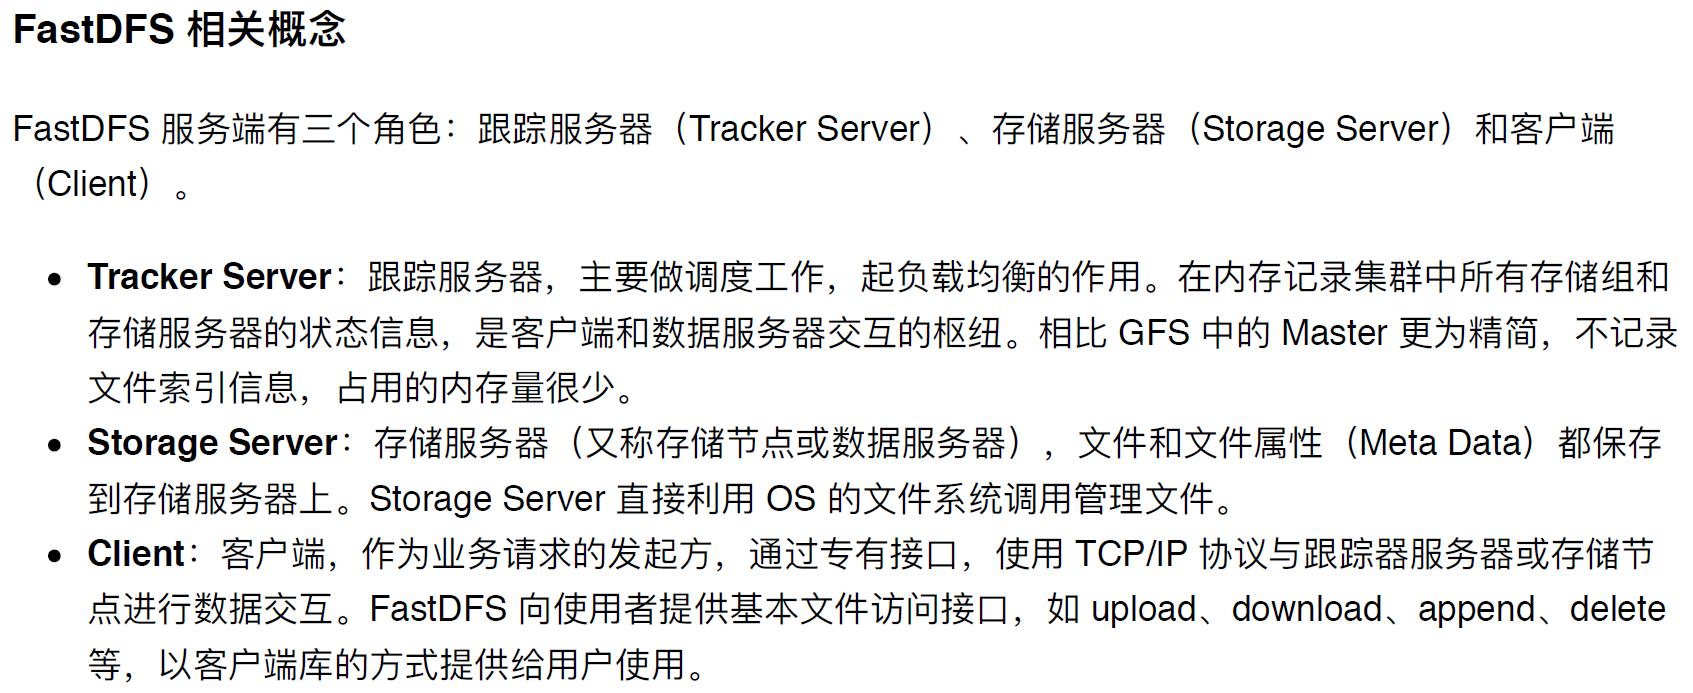 FastDFS 相关概念
FastDFS 服务端有三个角色：跟踪服务器（Tracker Server）、存储服务器（Storage Server）和客户端
（Client）。
• Tracker Server：跟踪服务器，主要做调度工作，起负载均衡的作用。在内存记录集群中所有存储组和
存储服务器的状态信息，是客户端和数据服务器交互的枢纽。相比 GFS 中的 Master 更为精简，不记录
文件索引信息，占用的内存量很少。
• Storage Server：存储服务器（又称存储节点或数据服务器），文件和文件属性（Meta Data）都保存
到存储服务器上。Storage Server 直接利用 OS 的文件系统调用管理文件。
• Client：客户端，作为业务请求的发起方，通过专有接口，使用 TCP/IP 协议与跟踪器服务器或存储节
点进行数据交互。FastDFS 向使用者提供基本文件访问接口，如 upload、download、append、delete
等，以客户端库的方式提供给用户使用。